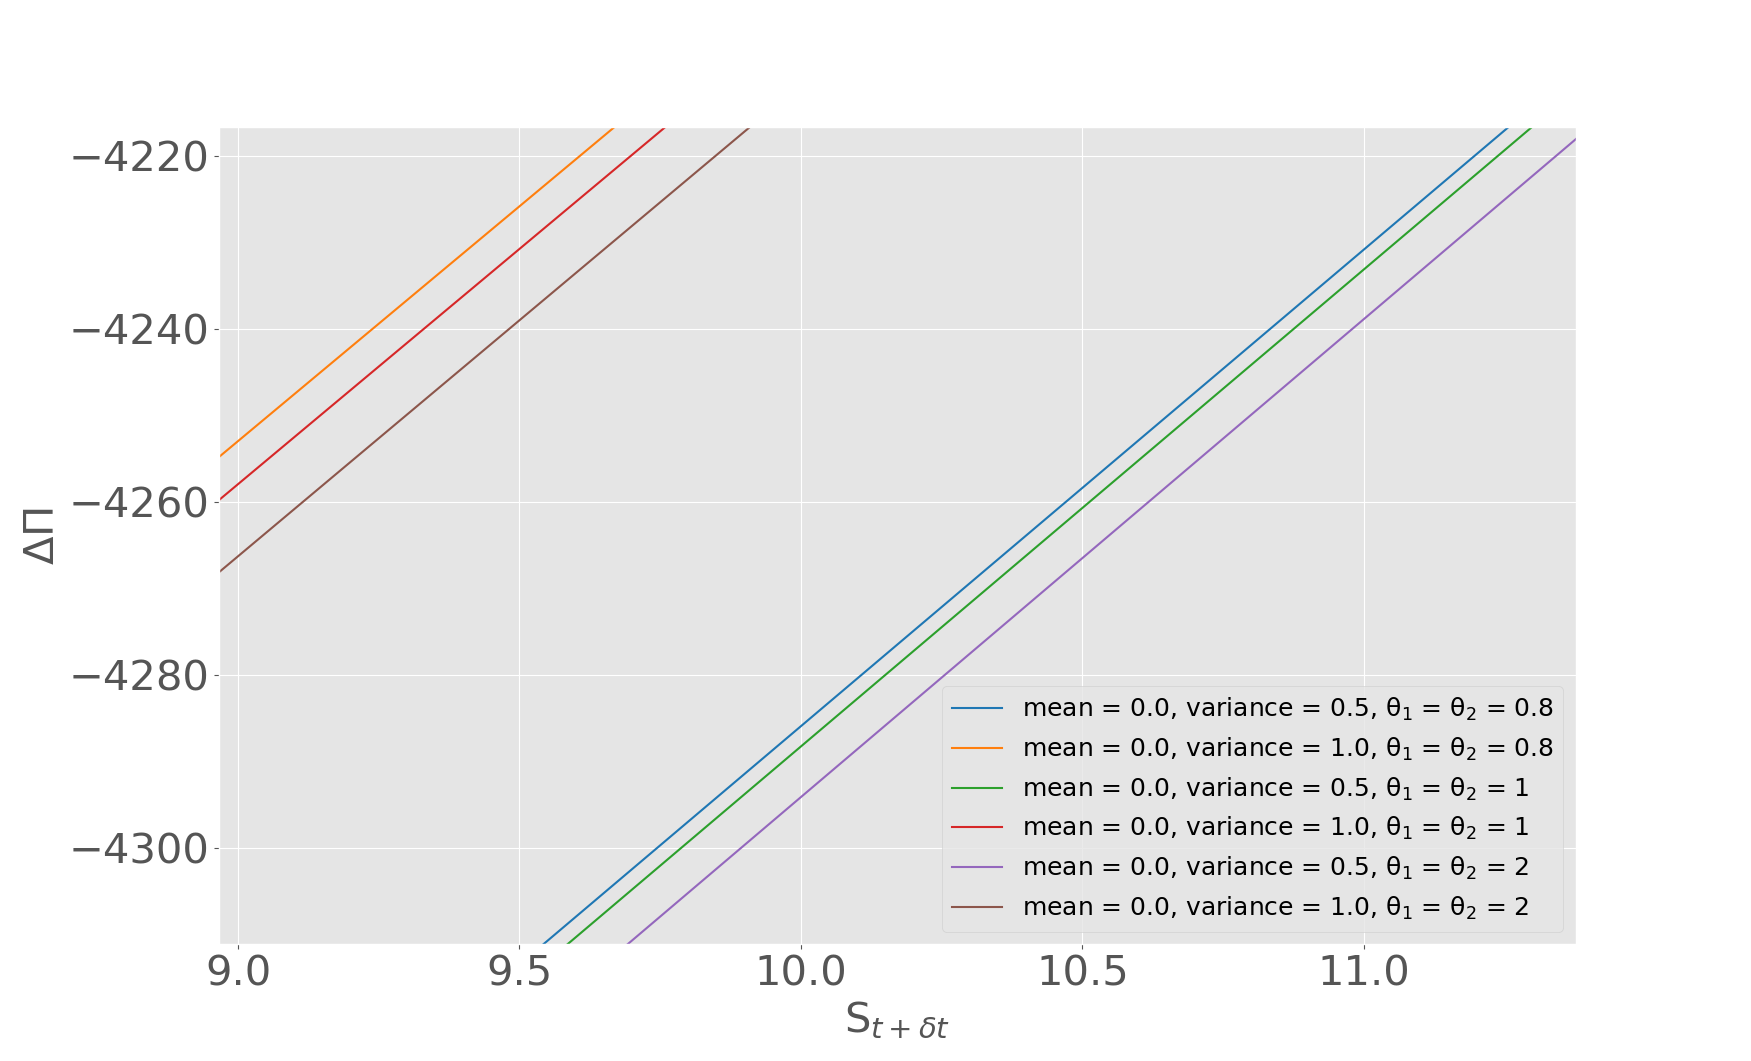 −4220
−4240
−4260
−4280
−4300
ΔΠ
9.0 9.5 10.0 10.5 11.0
S_{t + δt}
mean = 0.0, variance = 0.5, θ₁ = θ₂ = 0.8
mean = 0.0, variance = 1.0, θ₁ = θ₂ = 0.8
mean = 0.0, variance = 0.5, θ₁ = θ₂ = 1
mean = 0.0, variance = 1.0, θ₁ = θ₂ = 1
mean = 0.0, variance = 0.5, θ₁ = θ₂ = 2
mean = 0.0, variance = 1.0, θ₁ = θ₂ = 2